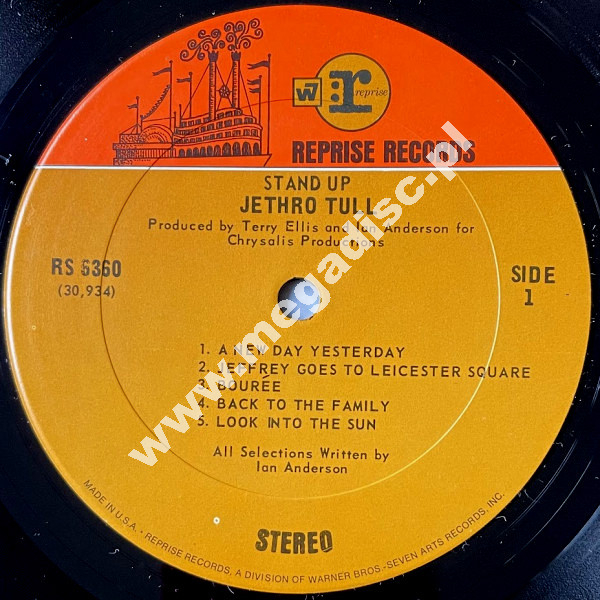 W
r
reprise
REPRISE RECORDS
STAND UP
JETHRO TULL
Produced by Terry Ellis and Ian Anderson for
Chrysalis Productions
RS 6360
(30,934)
SIDE
1
1. A NEW DAY YESTERDAY
2. JEFFREY GOES TO LEICESTER SQUARE
3. BOURÉE
4. BACK TO THE FAMILY
5. LOOK INTO THE SUN
All Selections Written by
Ian Anderson
STEREO
MADE IN U.S.A. - REPRISE RECORDS, A DIVISION OF WARNER BROS.-SEVEN ARTS RECORDS, INC.
www.megadisc.pl